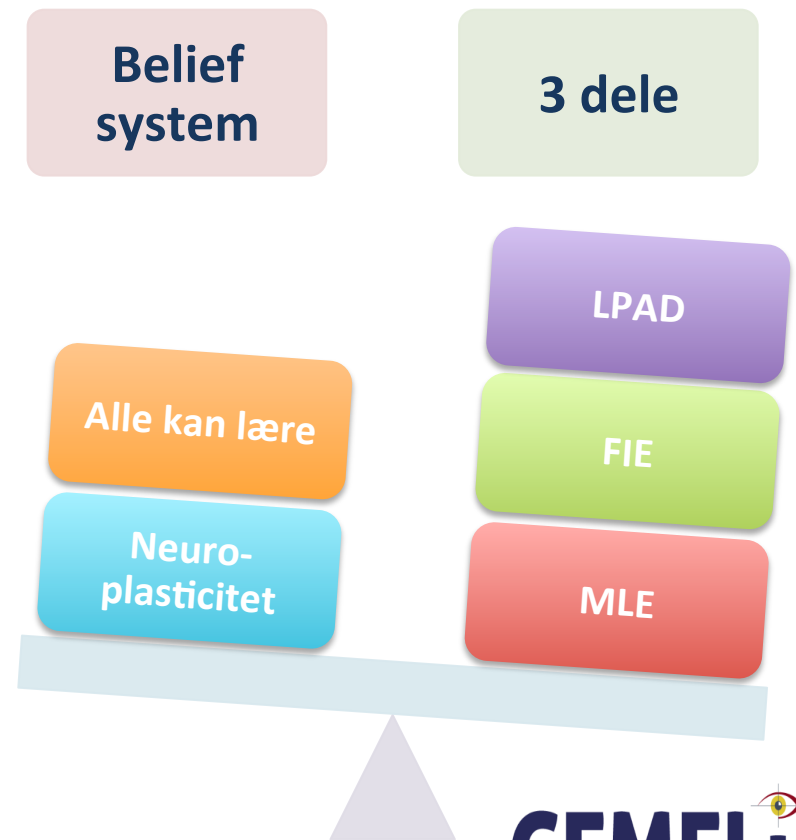 Belief
system
3 dele
LPAD
Alle kan lære
FIE
Neuro-
plasticitet
MLE